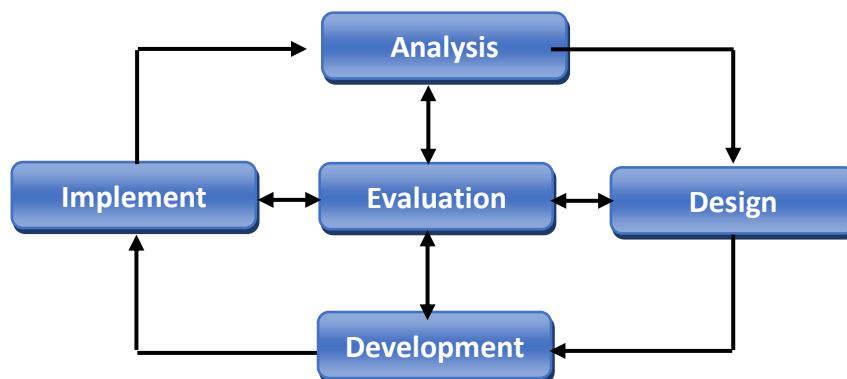 Analysis
Implement
Evaluation
Design
Development